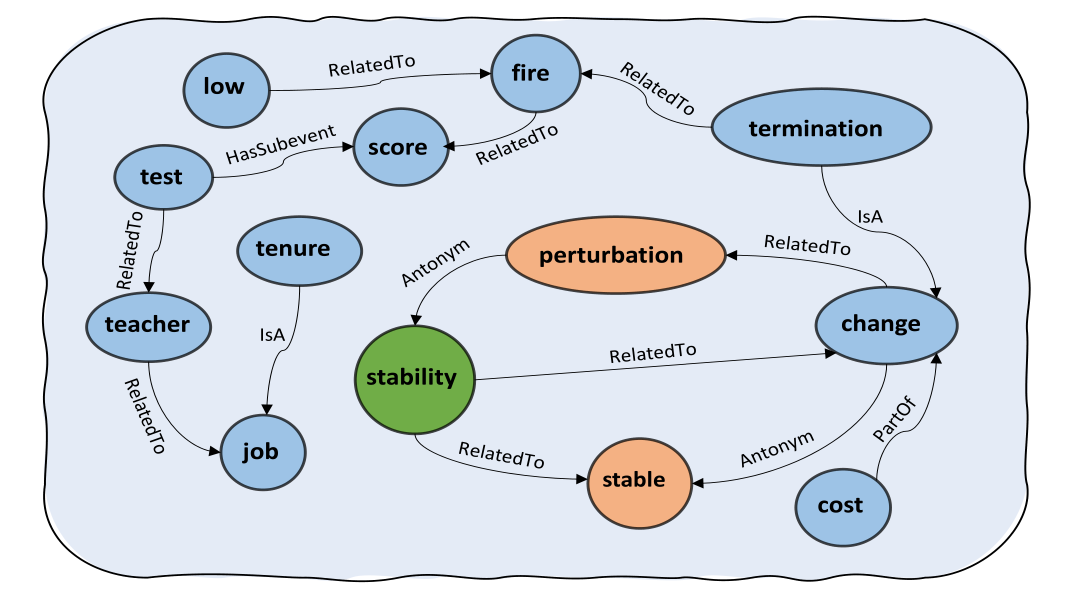 low
RelatedTo
fire
RelatedTo
termination
HasSubevent
score
RelatedTo
test
RelatedTo
tenure
IsA
perturbation
RelatedTo
IsA
Antonym
teacher
change
IsA
stability
RelatedTo
RelatedTo
job
RelatedTo
stable
Antonym
PartOf
cost